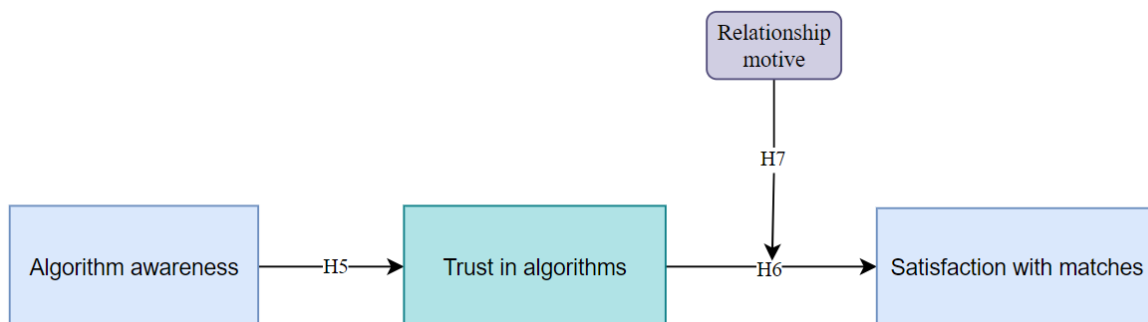 Relationship
motive
H7
Algorithm awareness
H5
Trust in algorithms
H6
Satisfaction with matches